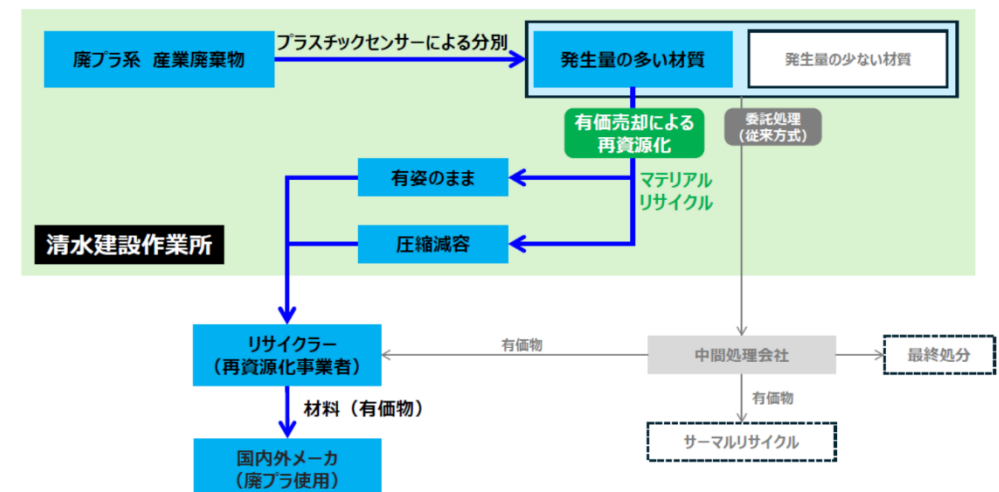 廃プラ系 産業廃棄物
プラスチックセンサーによる分別
発生量の多い材質
発生量の少ない材質
有価売却による
再資源化
委託処理
(従来方式)
有姿のまま
マテリアル
リサイクル
圧縮減容
清水建設作業所
リサイクラー
(再資源化事業者)
有価物
中間処理会社
最終処分
材料(有価物)
有価物
サーマルリサイクル
国内外メーカ
(廃プラ使用)